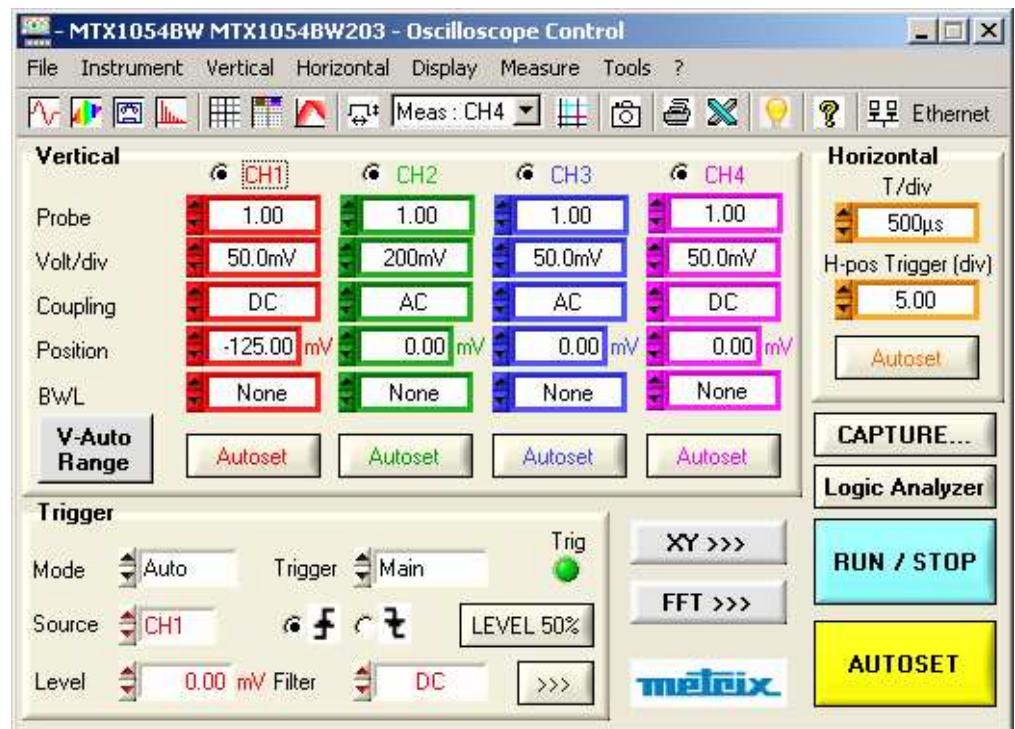 - MTX1054BW MTX1054BW203 - Oscilloscope Control
File Instrument Vertical Horizontal Display Measure Tools ?
Meas : CH4 Ethernet
Vertical
CH1 CH2 CH3 CH4
Probe 1.00 1.00 1.00 1.00
Volt/div 50.0mV 200mV 50.0mV 50.0mV
Coupling DC AC AC DC
Position -125.00 mV 0.00 mV 0.00 mV 0.00 mV
BWL None None None None
V-Auto
Range
Autoset Autoset Autoset Autoset
Horizontal
T/div
500µs
H-pos Trigger (div)
5.00
Autoset
CAPTURE...
Logic Analyzer
RUN / STOP
AUTOSET
Trigger
Trig
Mode Auto Trigger Main
Source CH1 LEVEL 50%
Level 0.00 mV Filter DC >>>
XY >>>
FFT >>>
metrix